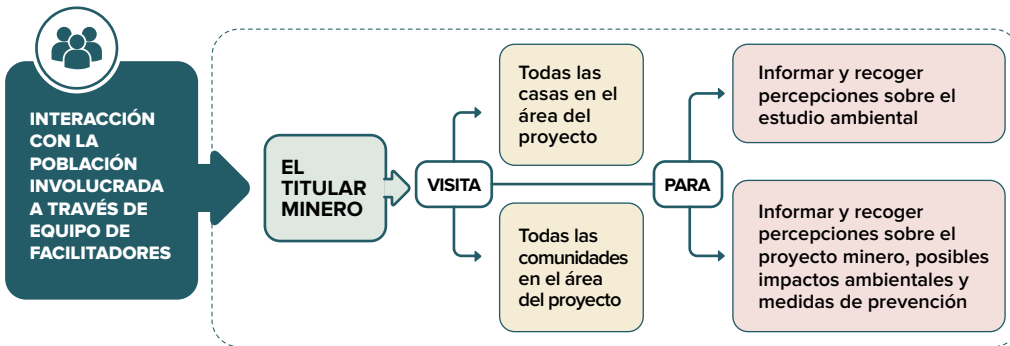 INTERACCIÓN
CON LA
POBLACIÓN
INVOLUCRADA
A TRAVÉS DE
EQUIPO DE
FACILITADORES
EL
TITULAR
MINERO
VISITA
Todas las
casas en el
área del
proyecto
Todas las
comunidades
en el área
del proyecto
PARA
Informar y recoger
percepciones sobre el
estudio ambiental
Informar y recoger
percepciones sobre el
proyecto minero, posibles
impactos ambientales y
medidas de prevención